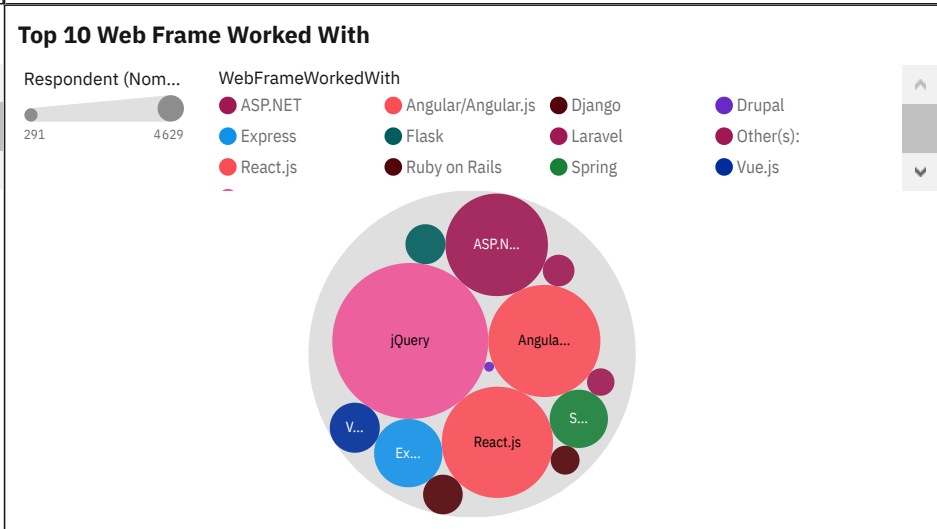 Top 10 Web Frame Worked With
Respondent (Nom...
291 4629
WebFrameWorkedWith
ASP.NET Angular/Angular.js Django Drupal
Express Flask Laravel Other(s):
React.js Ruby on Rails Spring Vue.js
ASP.N...
jQuery
Angula...
V...
Ex...
React.js
S...